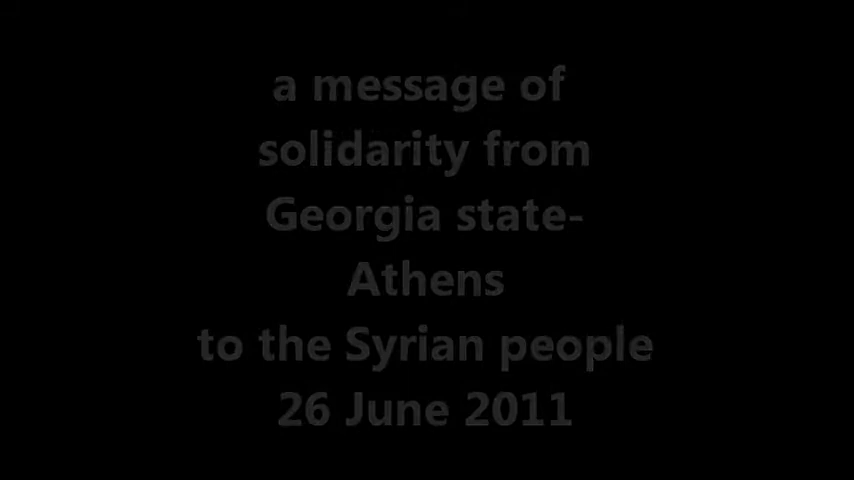 a message of
solidarity from
Georgia state-
Athens
to the Syrian people
26 June 2011